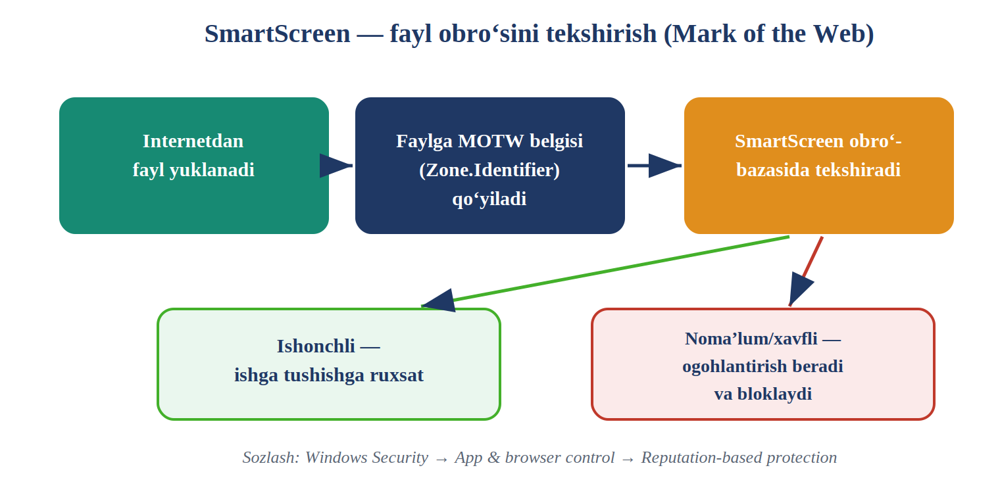 SmartScreen — fayl obro‘sini tekshirish (Mark of the Web)
Internetdan
fayl yuklanadi
Faylga MOTW belgisi
(Zone.Identifier)
qo‘yiladi
SmartScreen obro‘-
bazasida tekshiradi
Ishonchli —
ishga tushishga ruxsat
Noma’lum/xavfli —
ogohlantirish beradi
va bloklaydi
Sozlash: Windows Security → App & browser control → Reputation-based protection